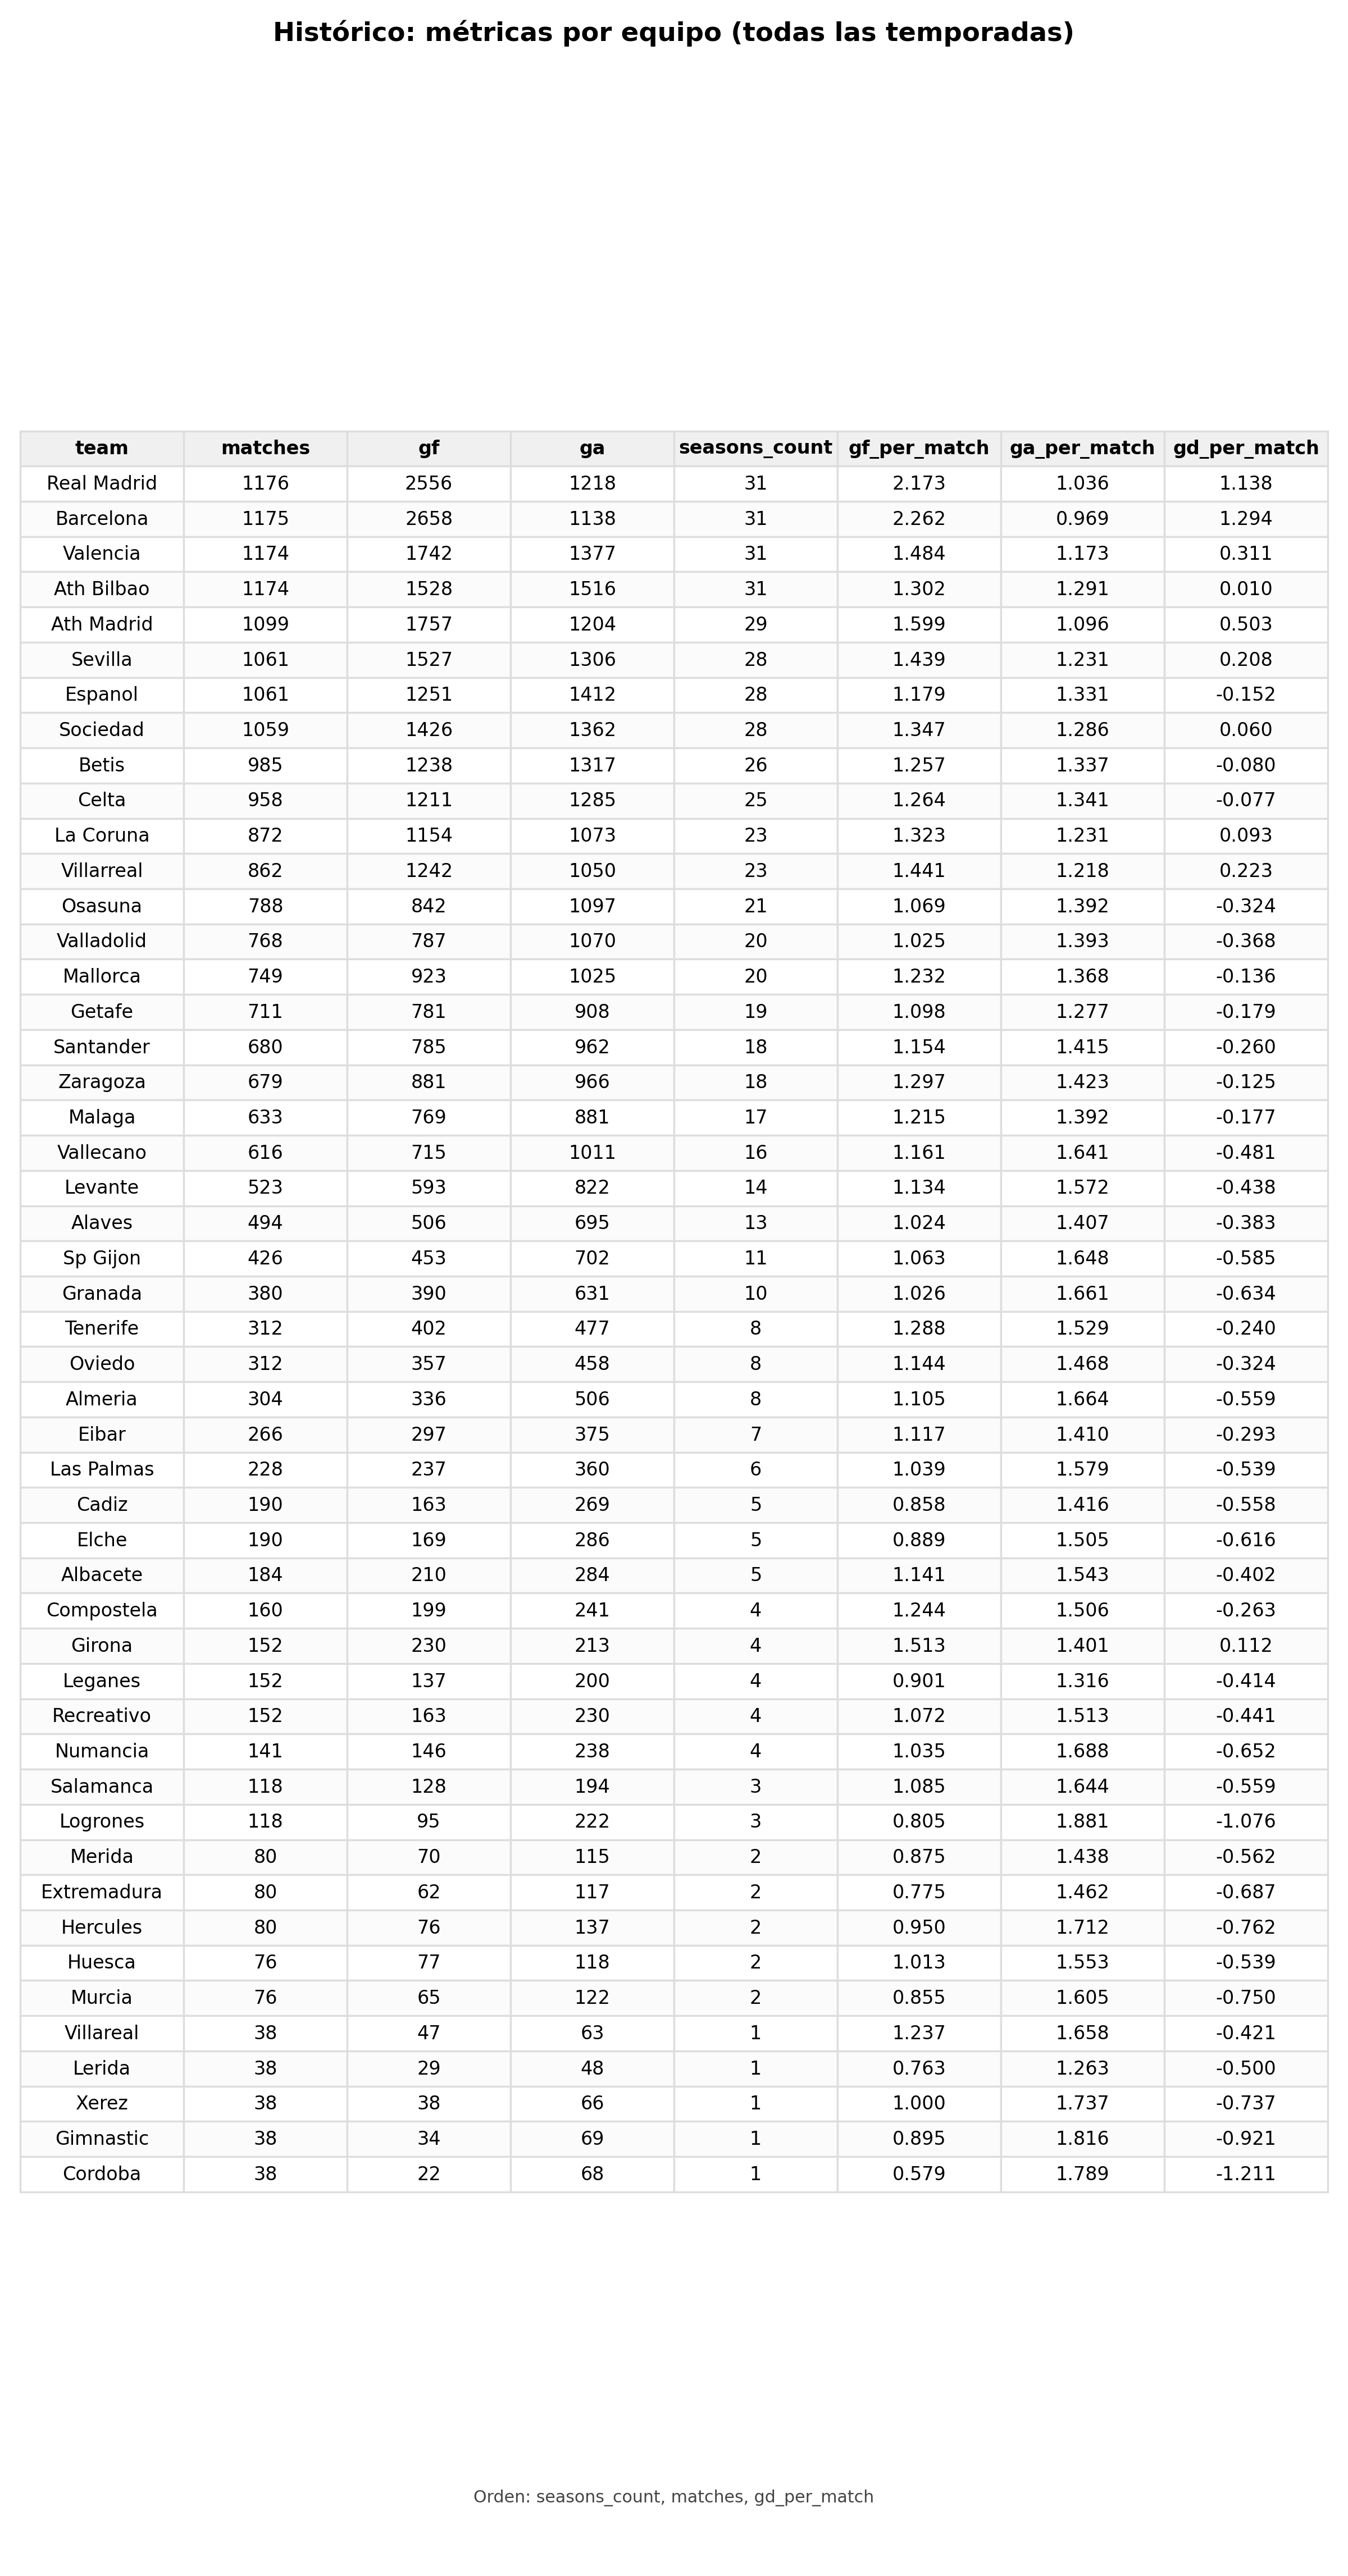 Histórico: métricas por equipo (todas las temporadas)
team matches gf ga seasons_count gf_per_match ga_per_match gd_per_match
Real Madrid 1176 2556 1218 31 2.173 1.036 1.138
Barcelona 1175 2658 1138 31 2.262 0.969 1.294
Valencia 1174 1742 1377 31 1.484 1.173 0.311
Ath Bilbao 1174 1528 1516 31 1.302 1.291 0.010
Ath Madrid 1099 1757 1204 29 1.599 1.096 0.503
Sevilla 1061 1527 1306 28 1.439 1.231 0.208
Espanol 1061 1251 1412 28 1.179 1.331 -0.152
Sociedad 1059 1426 1362 28 1.347 1.286 0.060
Betis 985 1238 1317 26 1.257 1.337 -0.080
Celta 958 1211 1285 25 1.264 1.341 -0.077
La Coruna 872 1154 1073 23 1.323 1.231 0.093
Villarreal 862 1242 1050 23 1.441 1.218 0.223
Osasuna 788 842 1097 21 1.069 1.392 -0.324
Valladolid 768 787 1070 20 1.025 1.393 -0.368
Mallorca 749 923 1025 20 1.232 1.368 -0.136
Getafe 711 781 908 19 1.098 1.277 -0.179
Santander 680 785 962 18 1.154 1.415 -0.260
Zaragoza 679 881 966 18 1.297 1.423 -0.125
Malaga 633 769 881 17 1.215 1.392 -0.177
Vallecano 616 715 1011 16 1.161 1.641 -0.481
Levante 523 593 822 14 1.134 1.572 -0.438
Alaves 494 506 695 13 1.024 1.407 -0.383
Sp Gijon 426 453 702 11 1.063 1.648 -0.585
Granada 380 390 631 10 1.026 1.661 -0.634
Tenerife 312 402 477 8 1.288 1.529 -0.240
Oviedo 312 357 458 8 1.144 1.468 -0.324
Almeria 304 336 506 8 1.105 1.664 -0.559
Eibar 266 297 375 7 1.117 1.410 -0.293
Las Palmas 228 237 360 6 1.039 1.579 -0.539
Cadiz 190 163 269 5 0.858 1.416 -0.558
Elche 190 169 286 5 0.889 1.505 -0.616
Albacete 184 210 284 5 1.141 1.543 -0.402
Compostela 160 199 241 4 1.244 1.506 -0.263
Girona 152 230 213 4 1.513 1.401 0.112
Leganes 152 137 200 4 0.901 1.316 -0.414
Recreativo 152 163 230 4 1.072 1.513 -0.441
Numancia 141 146 238 4 1.035 1.688 -0.652
Salamanca 118 128 194 3 1.085 1.644 -0.559
Logrones 118 95 222 3 0.805 1.881 -1.076
Merida 80 70 115 2 0.875 1.438 -0.562
Extremadura 80 62 117 2 0.775 1.462 -0.687
Hercules 80 76 137 2 0.950 1.712 -0.762
Huesca 76 77 118 2 1.013 1.553 -0.539
Murcia 76 65 122 2 0.855 1.605 -0.750
Villareal 38 47 63 1 1.237 1.658 -0.421
Lerida 38 29 48 1 0.763 1.263 -0.500
Xerez 38 38 66 1 1.000 1.737 -0.737
Gimnastic 38 34 69 1 0.895 1.816 -0.921
Cordoba 38 22 68 1 0.579 1.789 -1.211
Orden: seasons_count, matches, gd_per_match